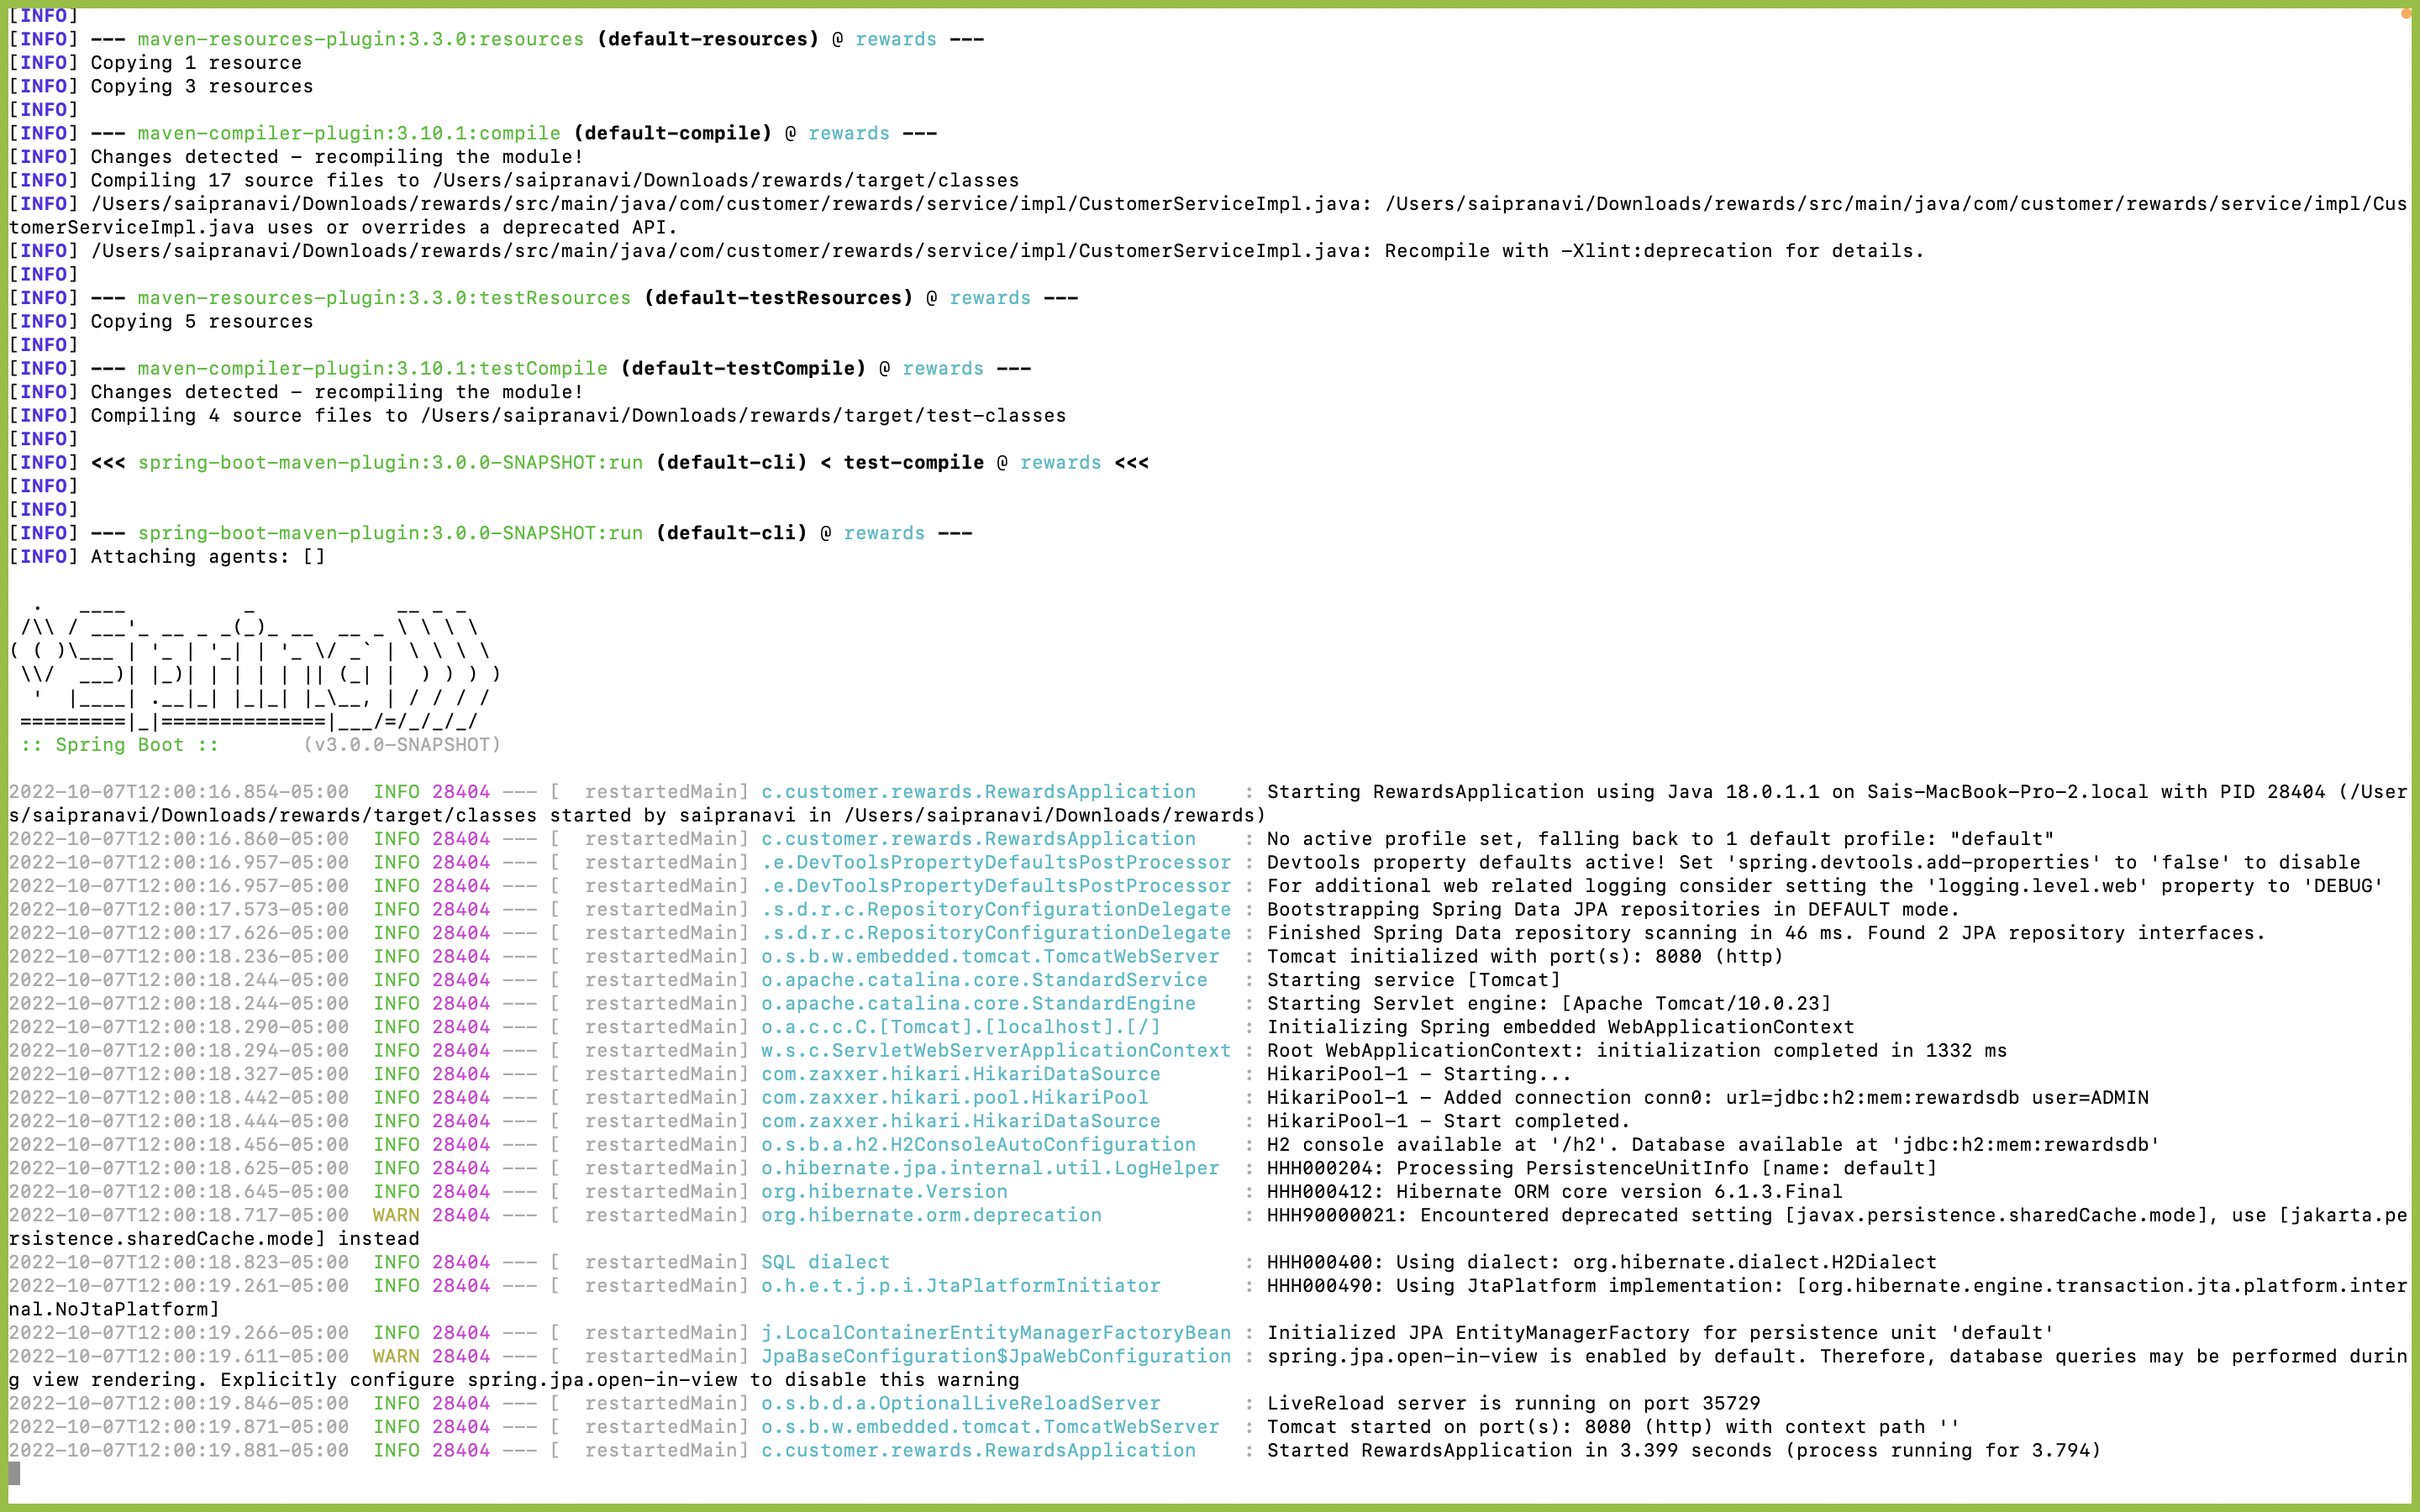 [INFO]
[INFO] --- maven-resources-plugin:3.3.0:resources (default-resources) @ rewards ---
[INFO] Copying 1 resource
[INFO] Copying 3 resources
[INFO]
[INFO] --- maven-compiler-plugin:3.10.1:compile (default-compile) @ rewards ---
[INFO] Changes detected - recompiling the module!
[INFO] Compiling 17 source files to /Users/saipranavi/Downloads/rewards/target/classes
[INFO] /Users/saipranavi/Downloads/rewards/src/main/java/com/customer/rewards/service/impl/CustomerServiceImpl.java: /Users/saipranavi/Downloads/rewards/src/main/java/com/customer/rewards/service/impl/Cus
tomerServiceImpl.java uses or overrides a deprecated API.
[INFO] /Users/saipranavi/Downloads/rewards/src/main/java/com/customer/rewards/service/impl/CustomerServiceImpl.java: Recompile with -Xlint:deprecation for details.
[INFO]
[INFO] --- maven-resources-plugin:3.3.0:testResources (default-testResources) @ rewards ---
[INFO] Copying 5 resources
[INFO]
[INFO] --- maven-compiler-plugin:3.10.1:testCompile (default-testCompile) @ rewards ---
[INFO] Changes detected - recompiling the module!
[INFO] Compiling 4 source files to /Users/saipranavi/Downloads/rewards/target/test-classes
[INFO]
[INFO] <<< spring-boot-maven-plugin:3.0.0-SNAPSHOT:run (default-cli) < test-compile @ rewards <<<
[INFO]
[INFO]
[INFO] --- spring-boot-maven-plugin:3.0.0-SNAPSHOT:run (default-cli) @ rewards ---
[INFO] Attaching agents: []

  .   ____          _            __ _ _
 /\\ / ___'_ __ _ _(_)_ __  __ _ \ \ \ \
( ( )\___ | '_ | '_| | '_ \/ _` | \ \ \ \
 \\/  ___)| |_)| | | | | || (_| |  ) ) ) )
  '  |____| .__|_| |_|_| |_\__, | / / / /
 =========|_|==============|___/=/_/_/_/
 :: Spring Boot ::       (v3.0.0-SNAPSHOT)

2022-10-07T12:00:16.854-05:00  INFO 28404 --- [  restartedMain] c.customer.rewards.RewardsApplication    : Starting RewardsApplication using Java 18.0.1.1 on Sais-MacBook-Pro-2.local with PID 28404 (/User
s/saipranavi/Downloads/rewards/target/classes started by saipranavi in /Users/saipranavi/Downloads/rewards)
2022-10-07T12:00:16.860-05:00  INFO 28404 --- [  restartedMain] c.customer.rewards.RewardsApplication    : No active profile set, falling back to 1 default profile: "default"
2022-10-07T12:00:16.957-05:00  INFO 28404 --- [  restartedMain] .e.DevToolsPropertyDefaultsPostProcessor : Devtools property defaults active! Set 'spring.devtools.add-properties' to 'false' to disable
2022-10-07T12:00:16.957-05:00  INFO 28404 --- [  restartedMain] .e.DevToolsPropertyDefaultsPostProcessor : For additional web related logging consider setting the 'logging.level.web' property to 'DEBUG'
2022-10-07T12:00:17.573-05:00  INFO 28404 --- [  restartedMain] .s.d.r.c.RepositoryConfigurationDelegate : Bootstrapping Spring Data JPA repositories in DEFAULT mode.
2022-10-07T12:00:17.626-05:00  INFO 28404 --- [  restartedMain] .s.d.r.c.RepositoryConfigurationDelegate : Finished Spring Data repository scanning in 46 ms. Found 2 JPA repository interfaces.
2022-10-07T12:00:18.236-05:00  INFO 28404 --- [  restartedMain] o.s.b.w.embedded.tomcat.TomcatWebServer  : Tomcat initialized with port(s): 8080 (http)
2022-10-07T12:00:18.244-05:00  INFO 28404 --- [  restartedMain] o.apache.catalina.core.StandardService   : Starting service [Tomcat]
2022-10-07T12:00:18.244-05:00  INFO 28404 --- [  restartedMain] o.apache.catalina.core.StandardEngine    : Starting Servlet engine: [Apache Tomcat/10.0.23]
2022-10-07T12:00:18.290-05:00  INFO 28404 --- [  restartedMain] o.a.c.c.C.[Tomcat].[localhost].[/]       : Initializing Spring embedded WebApplicationContext
2022-10-07T12:00:18.294-05:00  INFO 28404 --- [  restartedMain] w.s.c.ServletWebServerApplicationContext : Root WebApplicationContext: initialization completed in 1332 ms
2022-10-07T12:00:18.327-05:00  INFO 28404 --- [  restartedMain] com.zaxxer.hikari.HikariDataSource       : HikariPool-1 - Starting...
2022-10-07T12:00:18.442-05:00  INFO 28404 --- [  restartedMain] com.zaxxer.hikari.pool.HikariPool        : HikariPool-1 - Added connection conn0: url=jdbc:h2:mem:rewardsdb user=ADMIN
2022-10-07T12:00:18.444-05:00  INFO 28404 --- [  restartedMain] com.zaxxer.hikari.HikariDataSource       : HikariPool-1 - Start completed.
2022-10-07T12:00:18.456-05:00  INFO 28404 --- [  restartedMain] o.s.b.a.h2.H2ConsoleAutoConfiguration    : H2 console available at '/h2'. Database available at 'jdbc:h2:mem:rewardsdb'
2022-10-07T12:00:18.625-05:00  INFO 28404 --- [  restartedMain] o.hibernate.jpa.internal.util.LogHelper  : HHH000204: Processing PersistenceUnitInfo [name: default]
2022-10-07T12:00:18.645-05:00  INFO 28404 --- [  restartedMain] org.hibernate.Version                    : HHH000412: Hibernate ORM core version 6.1.3.Final
2022-10-07T12:00:18.717-05:00  WARN 28404 --- [  restartedMain] org.hibernate.orm.deprecation            : HHH90000021: Encountered deprecated setting [javax.persistence.sharedCache.mode], use [jakarta.pe
rsistence.sharedCache.mode] instead
2022-10-07T12:00:18.823-05:00  INFO 28404 --- [  restartedMain] SQL dialect                              : HHH000400: Using dialect: org.hibernate.dialect.H2Dialect
2022-10-07T12:00:19.261-05:00  INFO 28404 --- [  restartedMain] o.h.e.t.j.p.i.JtaPlatformInitiator       : HHH000490: Using JtaPlatform implementation: [org.hibernate.engine.transaction.jta.platform.inter
nal.NoJtaPlatform]
2022-10-07T12:00:19.266-05:00  INFO 28404 --- [  restartedMain] j.LocalContainerEntityManagerFactoryBean : Initialized JPA EntityManagerFactory for persistence unit 'default'
2022-10-07T12:00:19.611-05:00  WARN 28404 --- [  restartedMain] JpaBaseConfiguration$JpaWebConfiguration : spring.jpa.open-in-view is enabled by default. Therefore, database queries may be performed durin
g view rendering. Explicitly configure spring.jpa.open-in-view to disable this warning
2022-10-07T12:00:19.846-05:00  INFO 28404 --- [  restartedMain] o.s.b.d.a.OptionalLiveReloadServer       : LiveReload server is running on port 35729
2022-10-07T12:00:19.871-05:00  INFO 28404 --- [  restartedMain] o.s.b.w.embedded.tomcat.TomcatWebServer  : Tomcat started on port(s): 8080 (http) with context path ''
2022-10-07T12:00:19.881-05:00  INFO 28404 --- [  restartedMain] c.customer.rewards.RewardsApplication    : Started RewardsApplication in 3.399 seconds (process running for 3.794)